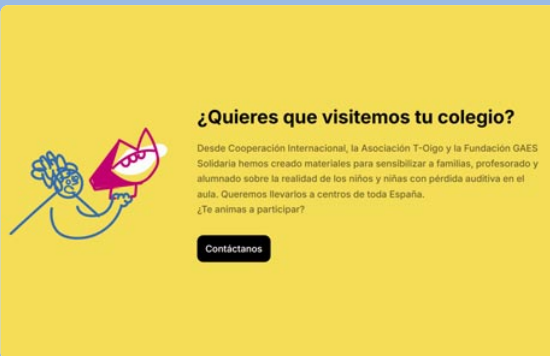 ¿Quieres que visitemos tu colegio?
Desde Cooperación Internacional, la Asociación T-Oigo y la Fundación GAES
Solidaria hemos creado materiales para sensibilizar a familias, profesorado y
alumnado sobre la realidad de los niños y niñas con pérdida auditiva en el
aula. Queremos llevarlos a centros de toda España.
¿Te animas a participar?
Contáctanos